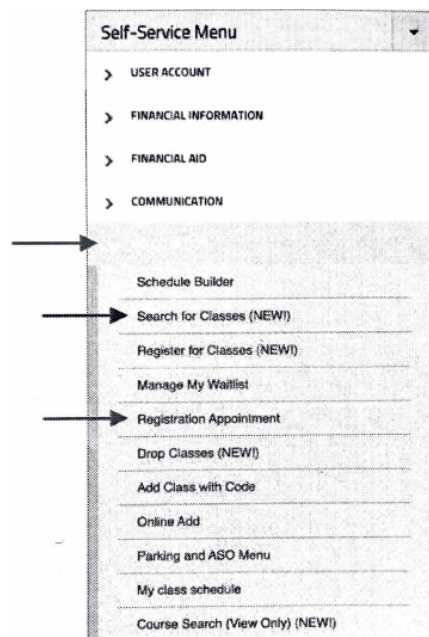 Self-Service Menu
USER ACCOUNT
FINANCIAL INFORMATION
FINANCIAL AID
COMMUNICATION
Schedule Builder
Search for Classes (NEW!)
Register for Classes (NEW!)
Manage My Waitlist
Registration Appointment
Drop Classes (NEW!)
Add Class with Code
Online Add
Parking and ASO Menu
My class schedule
Course Search (View Only) (NEW!)